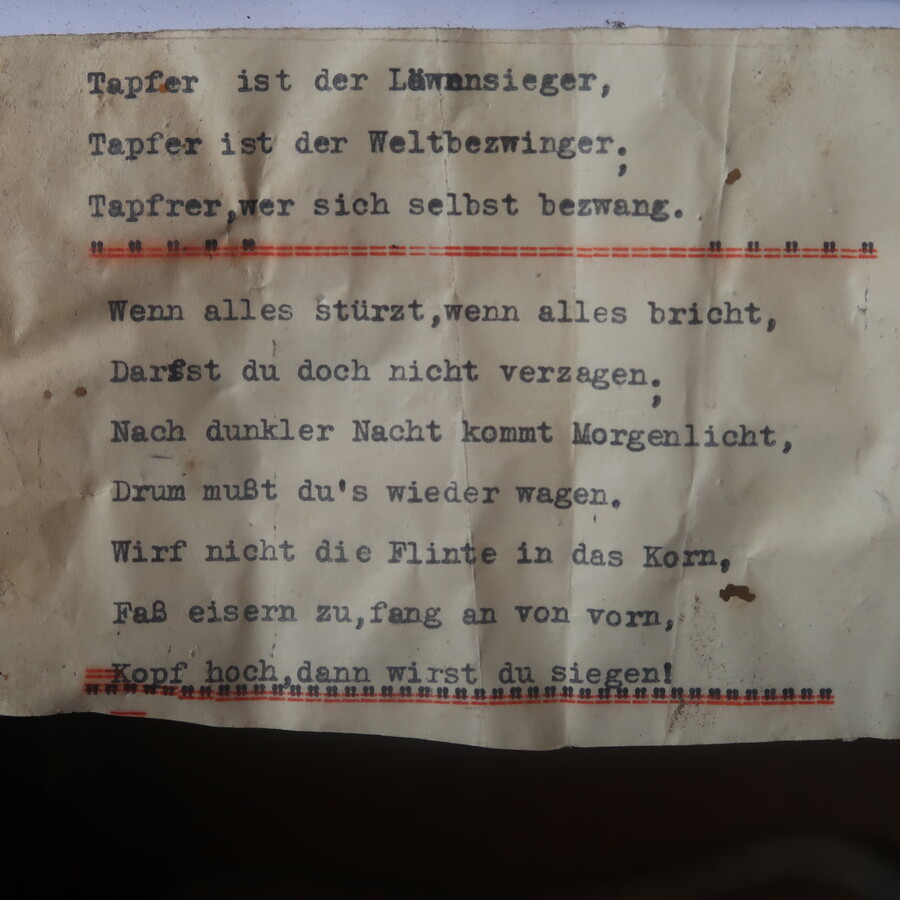 Tapfer ist der Löwensieger,
Tapfer ist der Weltbezwinger;
Tapfrer,wer sich selbst bezwang.
Wenn alles stürzt,wenn alles bricht,
Darfst du doch nicht verzagen;
Nach dunkler Nacht kommt Morgenlicht,
Drum mußt du's wieder wagen.
Wirf nicht die Flinte in das Korn,
Faß eisern zu,fang an von vorn,
Kopf hoch,dann wirst du siegen!